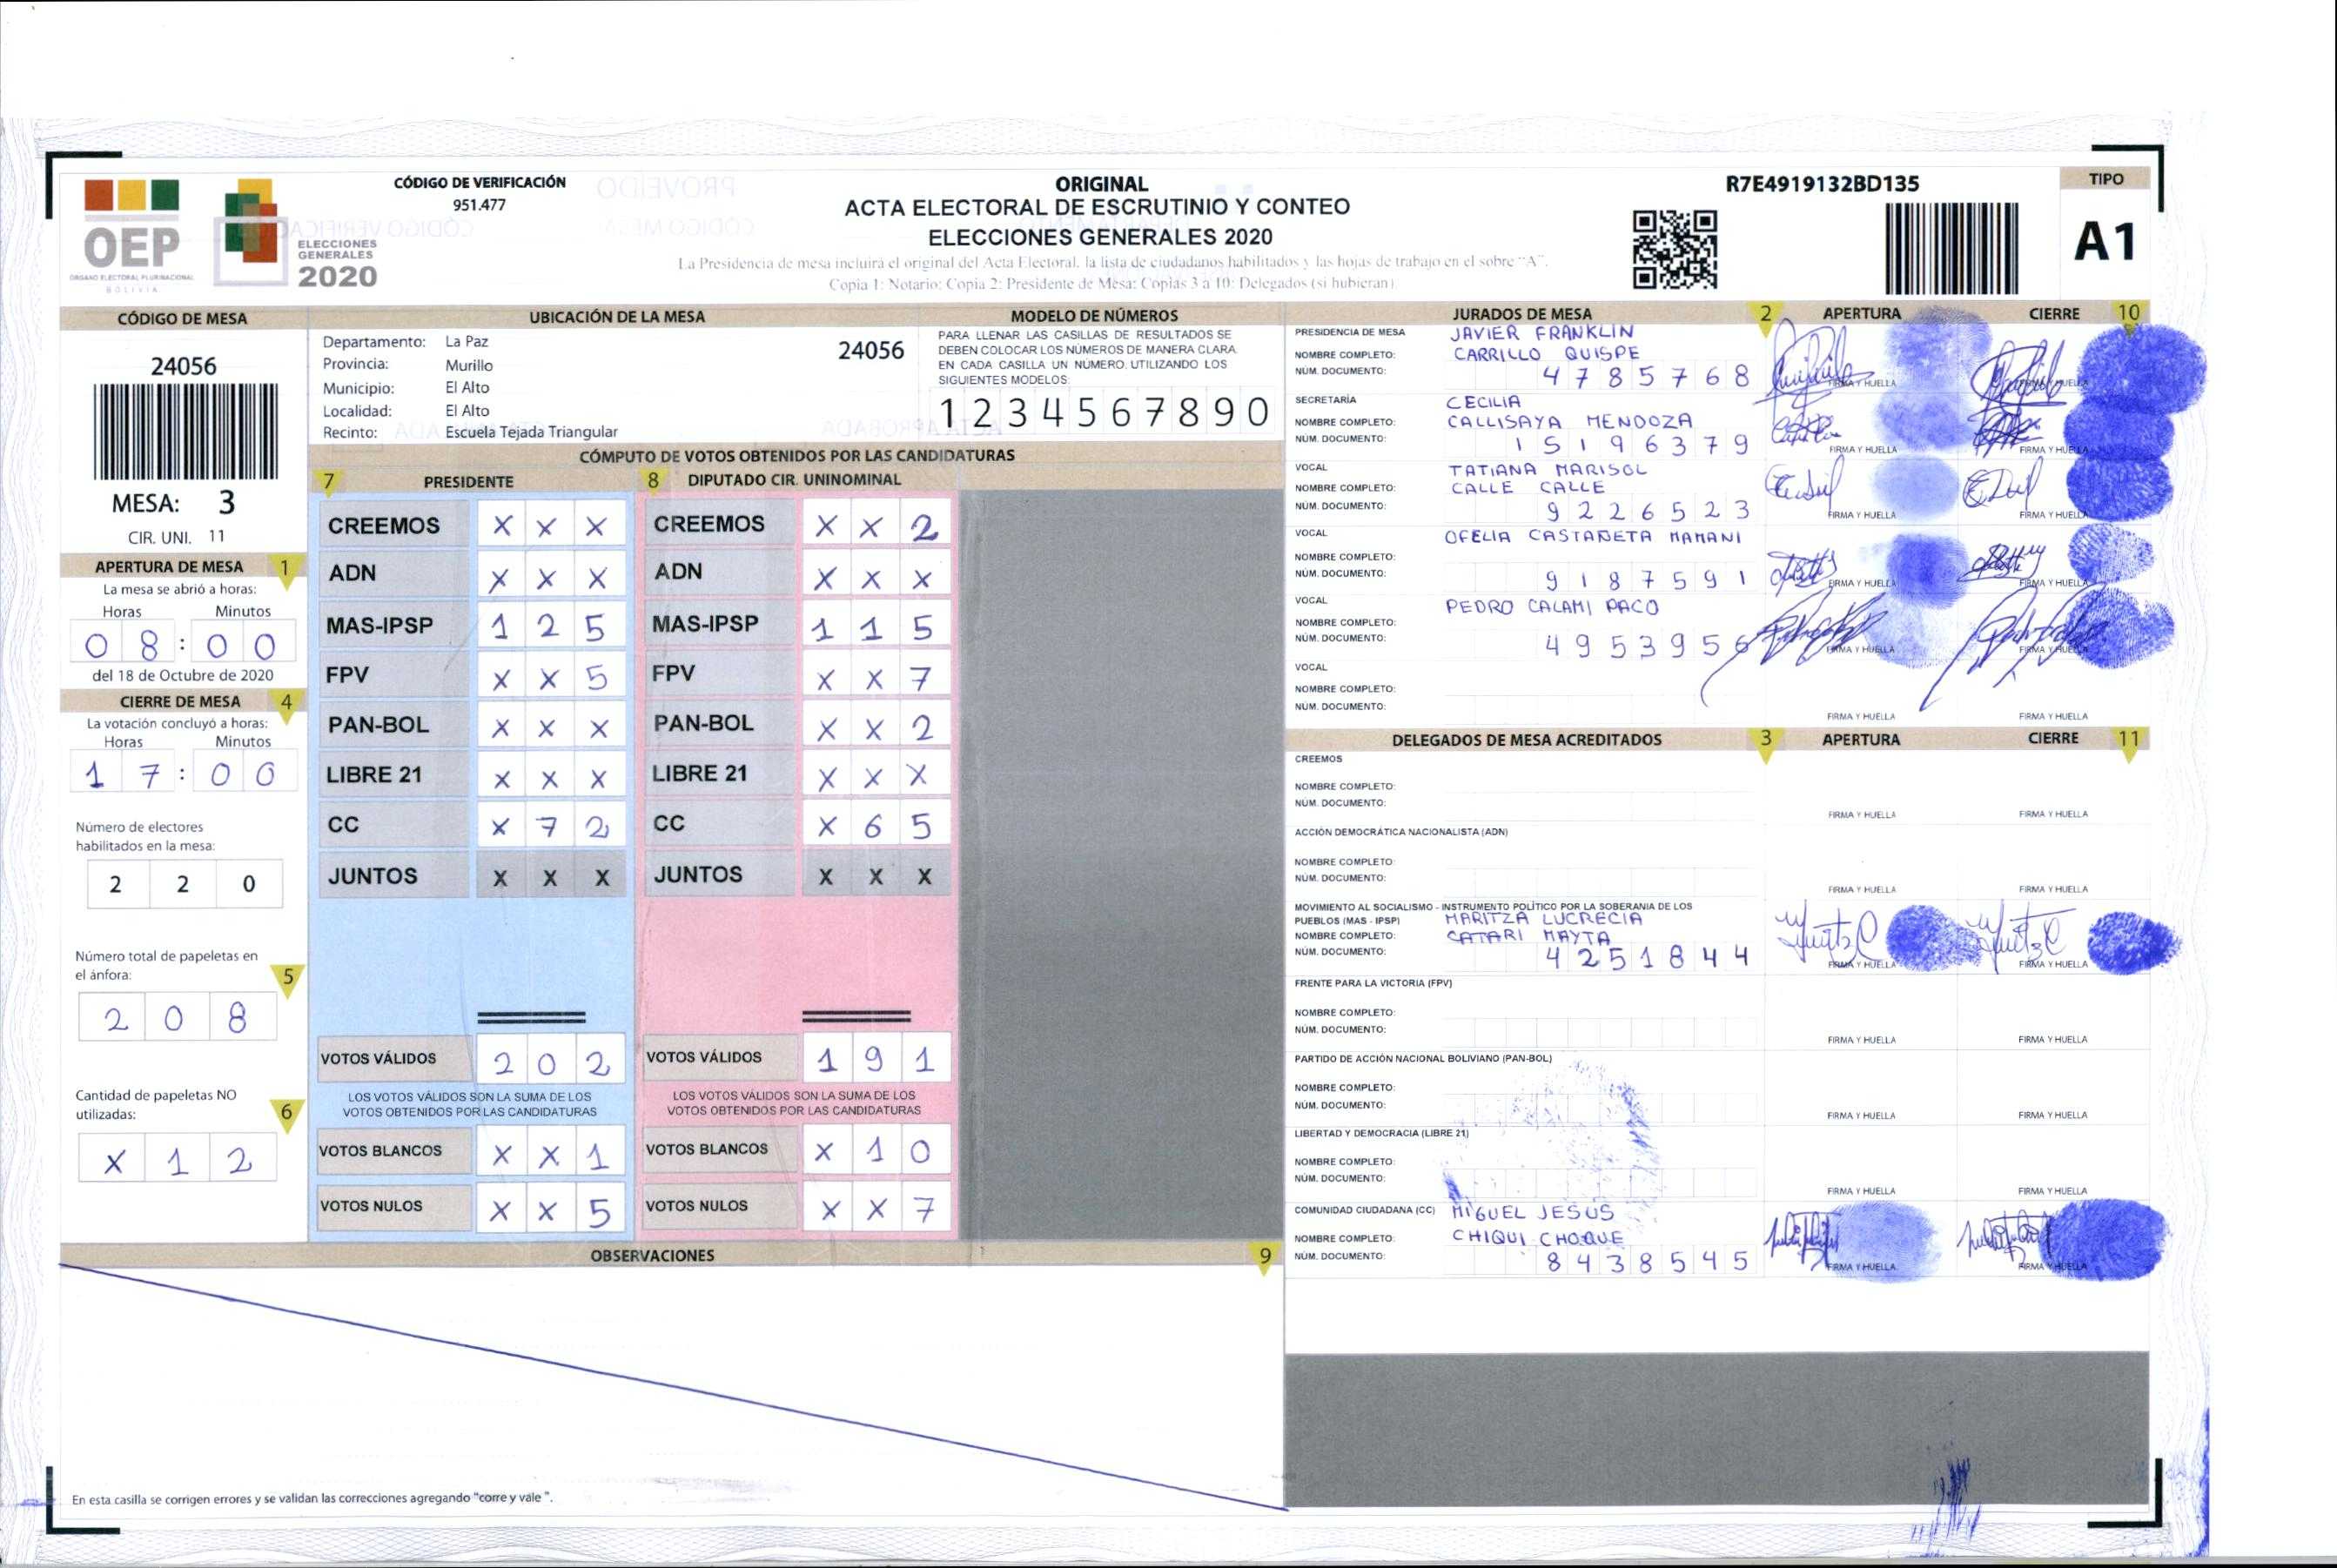 CÓDIGO DE VERIFICACIÓN
951.477
OEP
ORGANO ELECTORAL PLURINACIONAL
BOLIVIA
ELECCIONES
GENERALES
2020
ORIGINAL
ACTA ELECTORAL DE ESCRUTINIO Y CONTEO
ELECCIONES GENERALES 2020
La Presidencia de mesa incluirá el original del Acta Electoral, la lista de ciudadanos habilitados y las hojas de trabajo en el sobre "A".
Copia 1: Notario; Copia 2: Presidente de Mesa; Copias 3 a 10: Delegados (si hubieran).
R7E4919132BD135
TIPO
A1
CÓDIGO DE MESA
24056
MESA: 3
CIR. UNI. 11
APERTURA DE MESA 1
La mesa se abrió a horas:
Horas Minutos
0 8 : 0 0
del 18 de Octubre de 2020
CIERRE DE MESA 4
La votación concluyó a horas:
Horas Minutos
1 7 : 0 0
Número de electores
habilitados en la mesa:
2 2 0
Número total de papeletas en
el ánfora:
5
2 0 8
Cantidad de papeletas NO
utilizadas:
6
X 1 2
UBICACIÓN DE LA MESA
Departamento: La Paz
24056
Provincia: Murillo
Municipio: El Alto
Localidad: El Alto
Recinto: Escuela Tejada Triangular
MODELO DE NÚMEROS
PARA LLENAR LAS CASILLAS DE RESULTADOS SE
DEBEN COLOCAR LOS NÚMEROS DE MANERA CLARA.
EN CADA CASILLA UN NÚMERO, UTILIZANDO LOS
SIGUIENTES MODELOS:
1 2 3 4 5 6 7 8 9 0
CÓMPUTO DE VOTOS OBTENIDOS POR LAS CANDIDATURAS
7 PRESIDENTE
CREEMOS X X X
ADN X X X
MAS-IPSP 1 2 5
FPV X X 5
PAN-BOL X X X
LIBRE 21 X X X
CC X 7 2
JUNTOS X X X
VOTOS VÁLIDOS 2 0 2
LOS VOTOS VÁLIDOS SON LA SUMA DE LOS
VOTOS OBTENIDOS POR LAS CANDIDATURAS
VOTOS BLANCOS X X 1
VOTOS NULOS X X 5
8 DIPUTADO CIR. UNINOMINAL
CREEMOS X X 2
ADN X X X
MAS-IPSP 1 1 5
FPV X X 7
PAN-BOL X X 2
LIBRE 21 X X X
CC X 6 5
JUNTOS X X X
VOTOS VÁLIDOS 1 9 1
LOS VOTOS VÁLIDOS SON LA SUMA DE LOS
VOTOS OBTENIDOS POR LAS CANDIDATURAS
VOTOS BLANCOS X 1 0
VOTOS NULOS X X 7
OBSERVACIONES 9
En esta casilla se corrigen errores y se validan las correcciones agregando "corre y vale ".
JURADOS DE MESA 2 APERTURA CIERRE 10
PRESIDENCIA DE MESA JAVIER FRANKLIN
NOMBRE COMPLETO: CARRILLO QUISPE
NÚM. DOCUMENTO: 4 7 8 5 7 6 8
FIRMA Y HUELLA FIRMA Y HUELLA
SECRETARÍA CECILIA
NOMBRE COMPLETO: CALLISAYA MENDOZA
NÚM. DOCUMENTO: 1 5 1 9 6 3 7 9
FIRMA Y HUELLA FIRMA Y HUELLA
VOCAL TATIANA MARISOL
NOMBRE COMPLETO: CALLE CALLE
NÚM. DOCUMENTO: 9 2 2 6 5 2 3
FIRMA Y HUELLA FIRMA Y HUELLA
VOCAL OFELIA CASTAÑETA MAMANI
NOMBRE COMPLETO:
NÚM. DOCUMENTO: 9 1 8 7 5 9 1
FIRMA Y HUELLA FIRMA Y HUELLA
VOCAL PEDRO CALAMI PACO
NOMBRE COMPLETO:
NÚM. DOCUMENTO: 4 9 5 3 9 5 6
FIRMA Y HUELLA FIRMA Y HUELLA
VOCAL
NOMBRE COMPLETO:
NÚM. DOCUMENTO:
FIRMA Y HUELLA FIRMA Y HUELLA
DELEGADOS DE MESA ACREDITADOS 3 APERTURA CIERRE 11
CREEMOS
NOMBRE COMPLETO:
NÚM. DOCUMENTO:
FIRMA Y HUELLA FIRMA Y HUELLA
ACCIÓN DEMOCRÁTICA NACIONALISTA (ADN)
NOMBRE COMPLETO:
NÚM. DOCUMENTO:
FIRMA Y HUELLA FIRMA Y HUELLA
MOVIMIENTO AL SOCIALISMO - INSTRUMENTO POLÍTICO POR LA SOBERANIA DE LOS
PUEBLOS (MAS - IPSP) MARITZA LUCRECIA
NOMBRE COMPLETO: CATARI MAYTA
NÚM. DOCUMENTO: 4 2 5 1 8 4 4
FIRMA Y HUELLA FIRMA Y HUELLA
FRENTE PARA LA VICTORIA (FPV)
NOMBRE COMPLETO:
NÚM. DOCUMENTO:
FIRMA Y HUELLA FIRMA Y HUELLA
PARTIDO DE ACCIÓN NACIONAL BOLIVIANO (PAN-BOL)
NOMBRE COMPLETO:
NÚM. DOCUMENTO:
FIRMA Y HUELLA FIRMA Y HUELLA
LIBERTAD Y DEMOCRACIA (LIBRE 21)
NOMBRE COMPLETO:
NÚM. DOCUMENTO:
FIRMA Y HUELLA FIRMA Y HUELLA
COMUNIDAD CIUDADANA (CC) MIGUEL JESUS
NOMBRE COMPLETO: CHIQUI CHOQUE
NÚM. DOCUMENTO: 8 4 3 8 5 4 5
FIRMA Y HUELLA FIRMA Y HUELLA